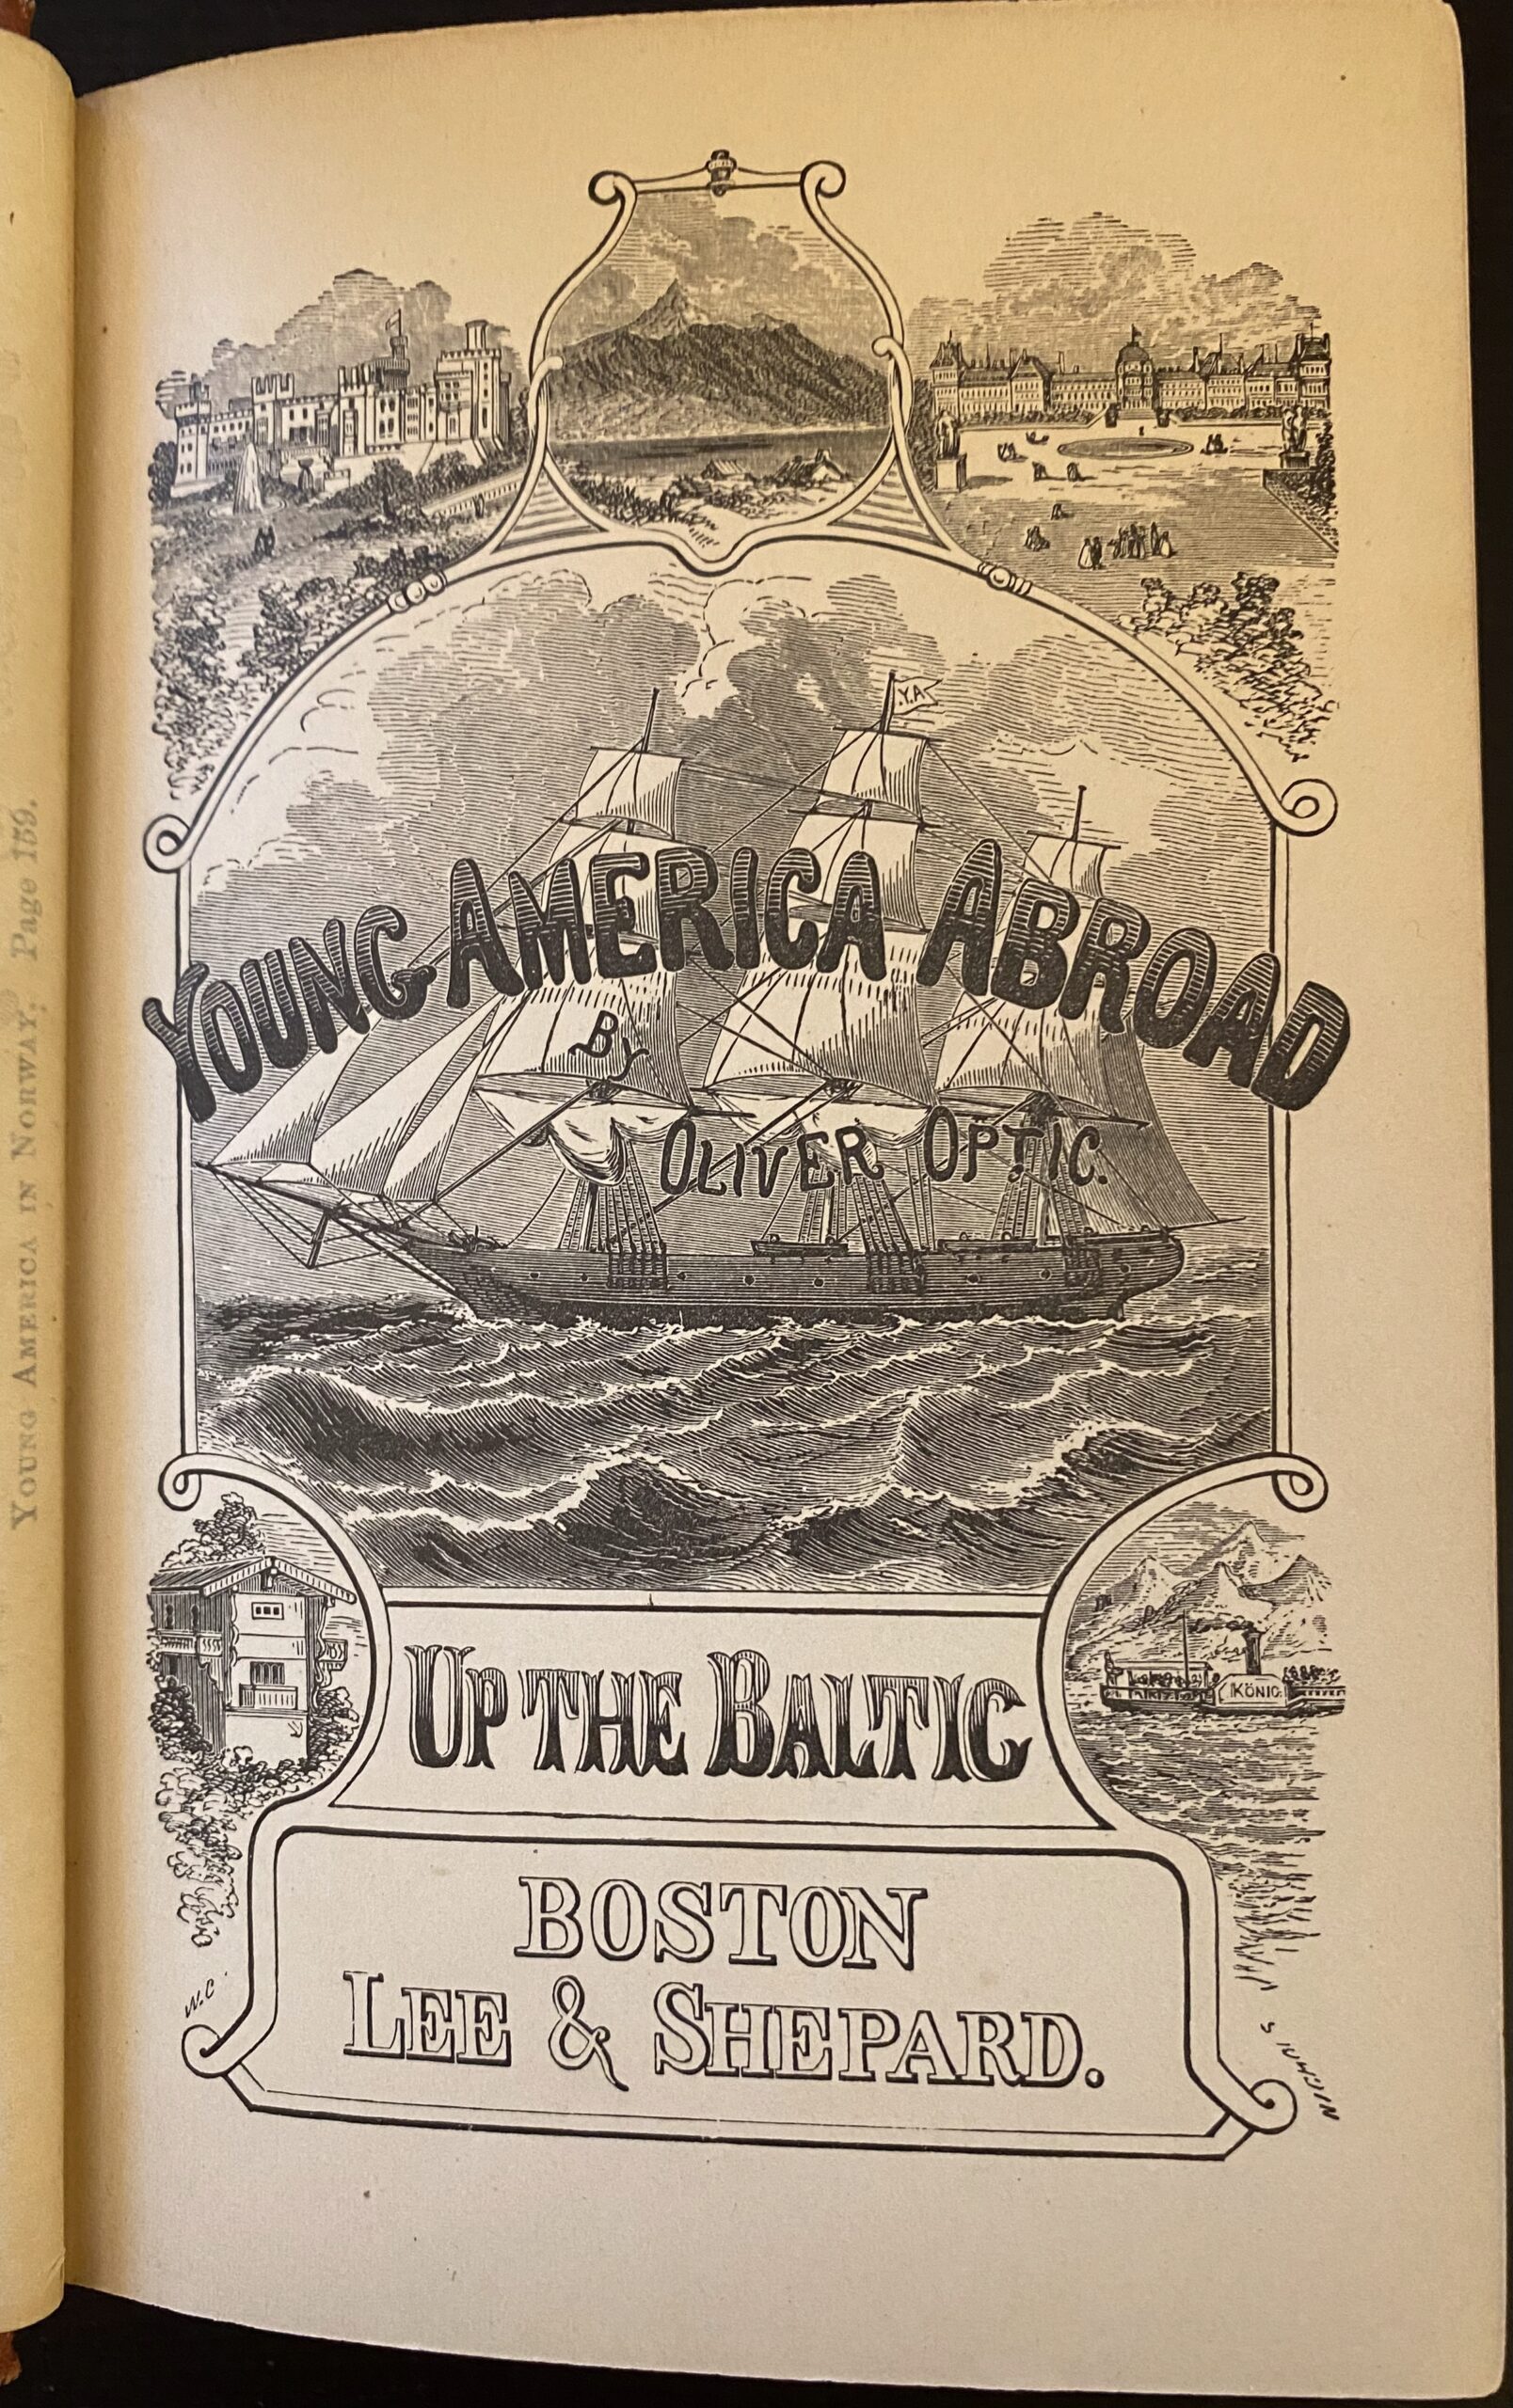 YOUNG AMERICA IN NORWAY. Page 159.
Y.A.
YOUNG AMERICA ABROAD
BY
OLIVER OPTIC.
KÖNIG
UP THE BALTIC
BOSTON
LEE & SHEPARD.
W.C.